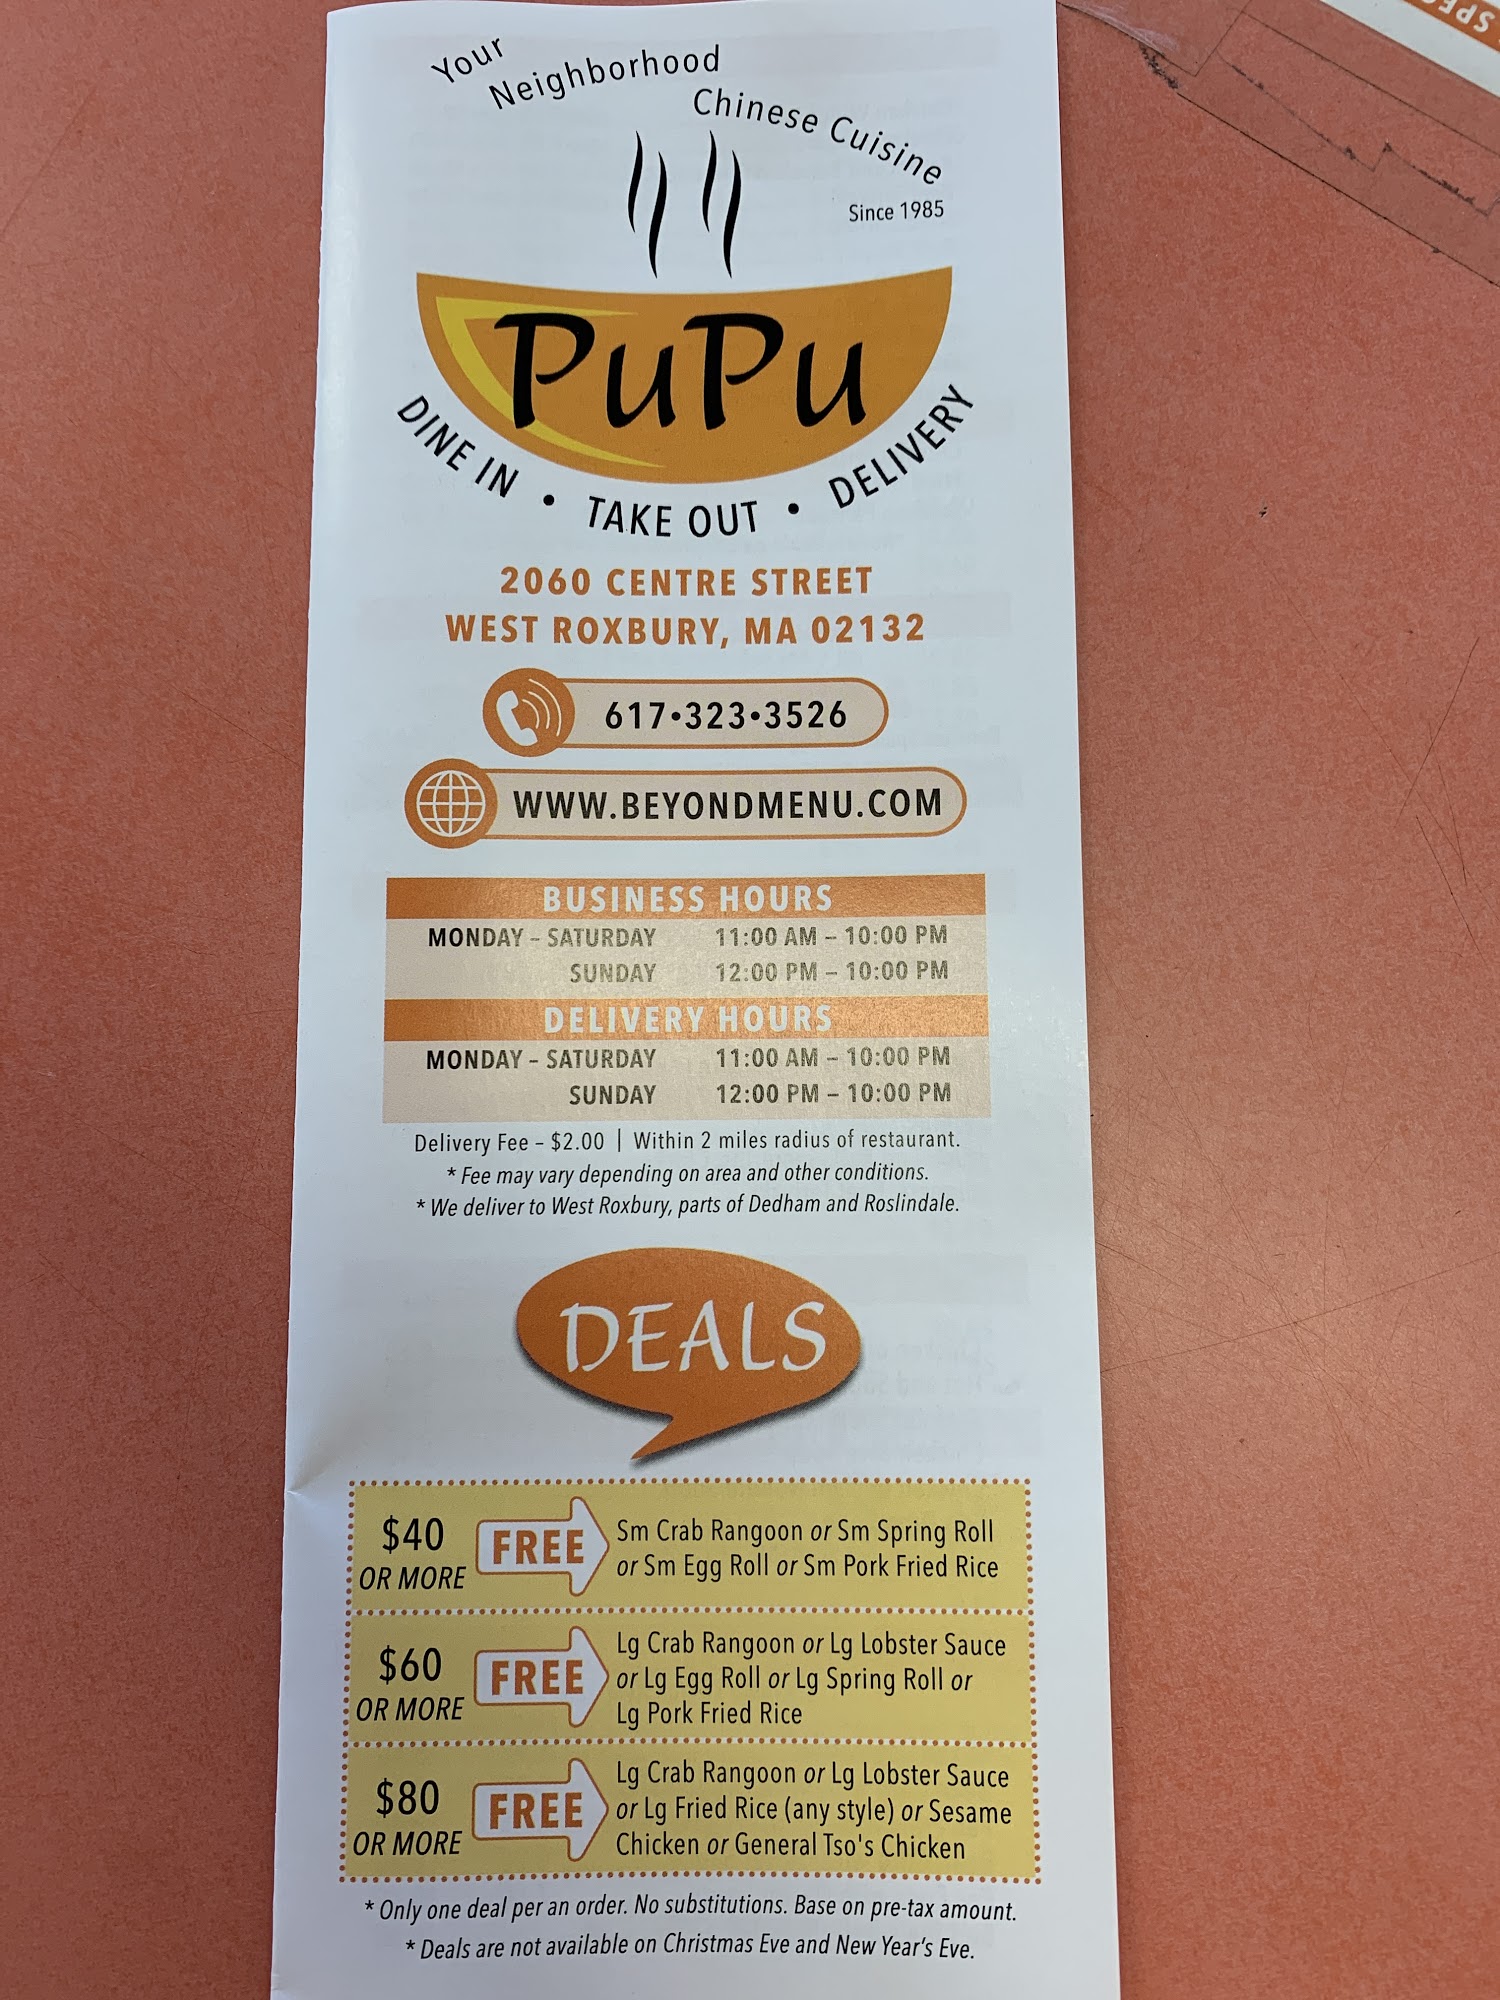 Your
Neighborhood
Chinese Cuisine
Since 1985
PuPu
DINE IN • TAKE OUT • DELIVERY
2060 CENTRE STREET
WEST ROXBURY, MA 02132
617•323•3526
WWW.BEYONDMENU.COM
BUSINESS HOURS
MONDAY – SATURDAY 11:00 AM – 10:00 PM
SUNDAY 12:00 PM – 10:00 PM
DELIVERY HOURS
MONDAY – SATURDAY 11:00 AM – 10:00 PM
SUNDAY 12:00 PM – 10:00 PM
Delivery Fee – $2.00 | Within 2 miles radius of restaurant.
* Fee may vary depending on area and other conditions.
* We deliver to West Roxbury, parts of Dedham and Roslindale.
DEALS
$40
OR MORE
FREE
Sm Crab Rangoon or Sm Spring Roll
or Sm Egg Roll or Sm Pork Fried Rice
$60
OR MORE
FREE
Lg Crab Rangoon or Lg Lobster Sauce
or Lg Egg Roll or Lg Spring Roll or
Lg Pork Fried Rice
$80
OR MORE
FREE
Lg Crab Rangoon or Lg Lobster Sauce
or Lg Fried Rice (any style) or Sesame
Chicken or General Tso's Chicken
* Only one deal per an order. No substitutions. Base on pre-tax amount.
* Deals are not available on Christmas Eve and New Year's Eve.